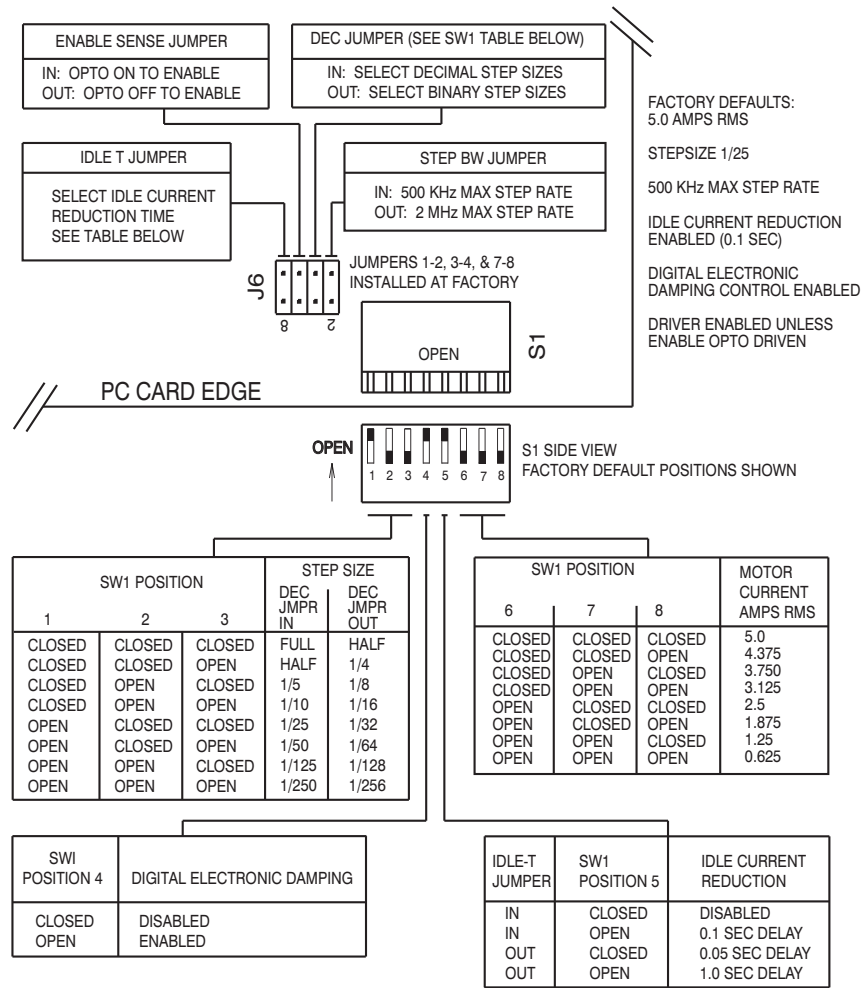 ENABLE SENSE JUMPER
IN: OPTO ON TO ENABLE
OUT: OPTO OFF TO ENABLE
DEC JUMPER (SEE SW1 TABLE BELOW)
IN: SELECT DECIMAL STEP SIZES
OUT: SELECT BINARY STEP SIZES
IDLE T JUMPER
SELECT IDLE CURRENT
REDUCTION TIME
SEE TABLE BELOW
STEP BW JUMPER
IN: 500 KHz MAX STEP RATE
OUT: 2 MHz MAX STEP RATE
FACTORY DEFAULTS:
5.0 AMPS RMS
STEPSIZE 1/25
500 KHz MAX STEP RATE
IDLE CURRENT REDUCTION
ENABLED (0.1 SEC)
DIGITAL ELECTRONIC
DAMPING CONTROL ENABLED
DRIVER ENABLED UNLESS
ENABLE OPTO DRIVEN
J6
8 2
JUMPERS 1-2, 3-4, & 7-8
INSTALLED AT FACTORY
OPEN
S1
PC CARD EDGE
OPEN
1 2 3 4 5 6 7 8
S1 SIDE VIEW
FACTORY DEFAULT POSITIONS SHOWN
SW1 POSITION STEP SIZE
1 2 3 DEC JMPR IN DEC JMPR OUT
CLOSED CLOSED CLOSED FULL HALF
CLOSED CLOSED OPEN HALF 1/4
CLOSED OPEN CLOSED 1/5 1/8
CLOSED OPEN OPEN 1/10 1/16
OPEN CLOSED CLOSED 1/25 1/32
OPEN CLOSED OPEN 1/50 1/64
OPEN OPEN CLOSED 1/125 1/128
OPEN OPEN OPEN 1/250 1/256
SW1 POSITION MOTOR CURRENT AMPS RMS
6 7 8
CLOSED CLOSED CLOSED 5.0
CLOSED CLOSED OPEN 4.375
CLOSED OPEN CLOSED 3.750
CLOSED OPEN OPEN 3.125
OPEN CLOSED CLOSED 2.5
OPEN CLOSED OPEN 1.875
OPEN OPEN CLOSED 1.25
OPEN OPEN OPEN 0.625
SWI
POSITION 4 DIGITAL ELECTRONIC DAMPING
CLOSED DISABLED
OPEN ENABLED
IDLE-T SW1 IDLE CURRENT
JUMPER POSITION 5 REDUCTION
IN CLOSED DISABLED
IN OPEN 0.1 SEC DELAY
OUT CLOSED 0.05 SEC DELAY
OUT OPEN 1.0 SEC DELAY